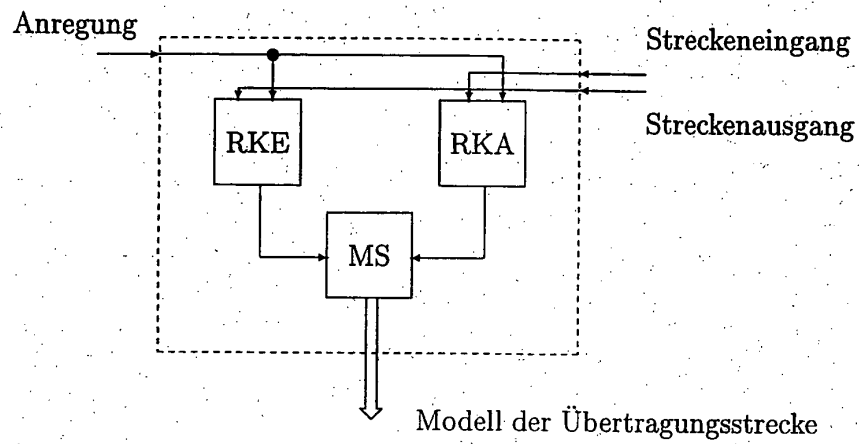 Anregung
Streckeneingang
Streckenausgang
RKE
RKA
MS
Modell der Übertragungsstrecke